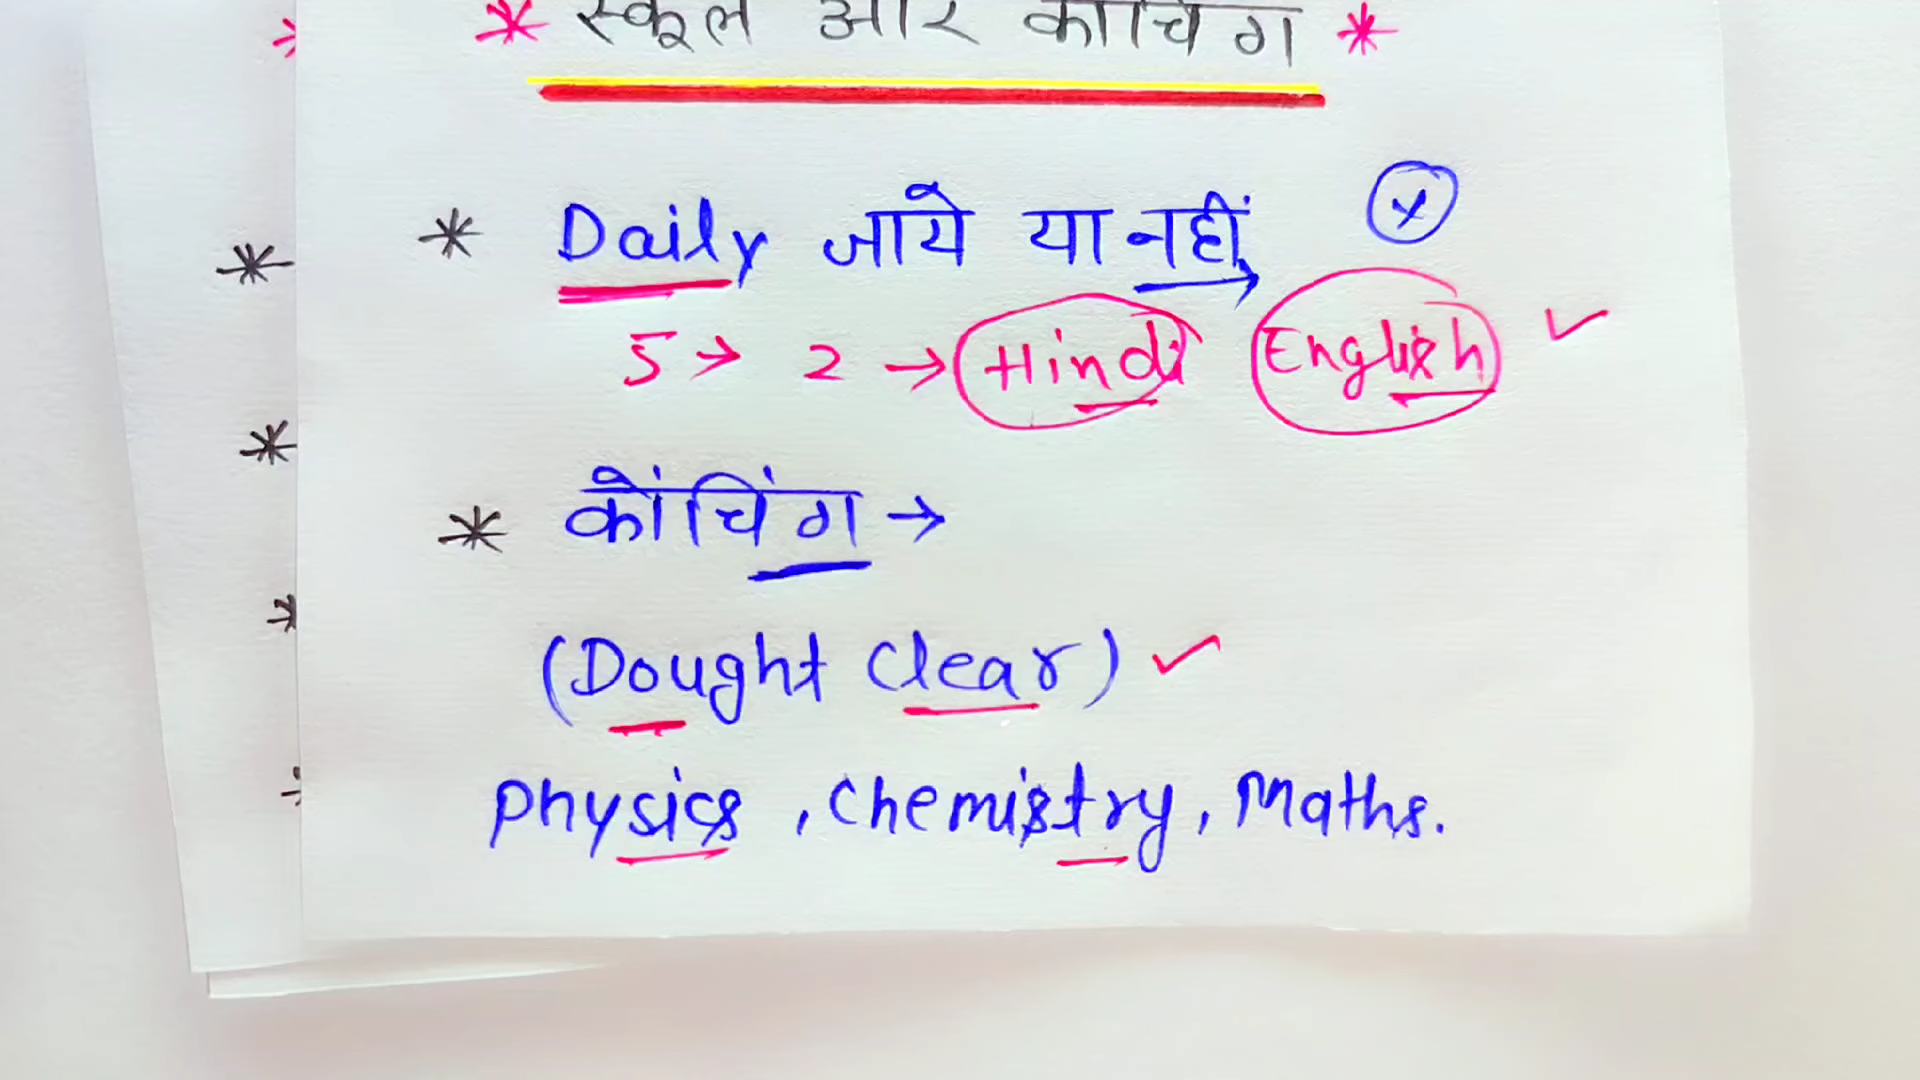 * स्कूल और कोचिंग *
* Daily जाये या नहीं x
5 → 2 → Hindi English ✓
* कोंचिंग →
(Dought Clear) ✓
Physics, Chemistry, Maths.